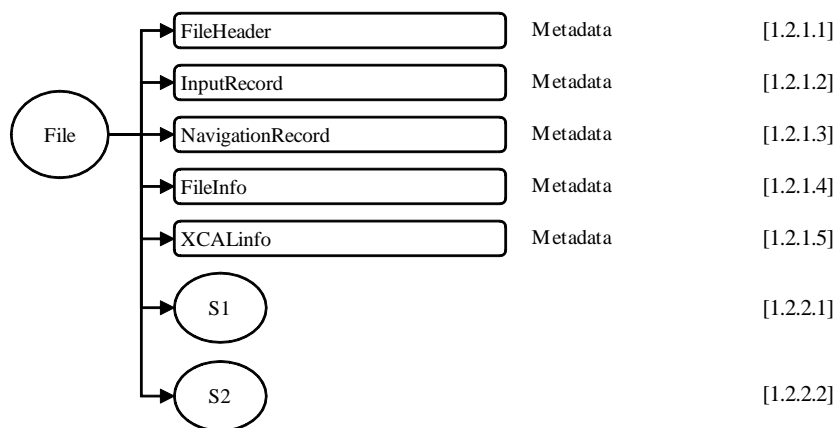 FileHeader Metadata [1.2.1.1]
InputRecord Metadata [1.2.1.2]
File
NavigationRecord Metadata [1.2.1.3]
FileInfo Metadata [1.2.1.4]
XCALinfo Metadata [1.2.1.5]
S1 [1.2.2.1]
S2 [1.2.2.2]